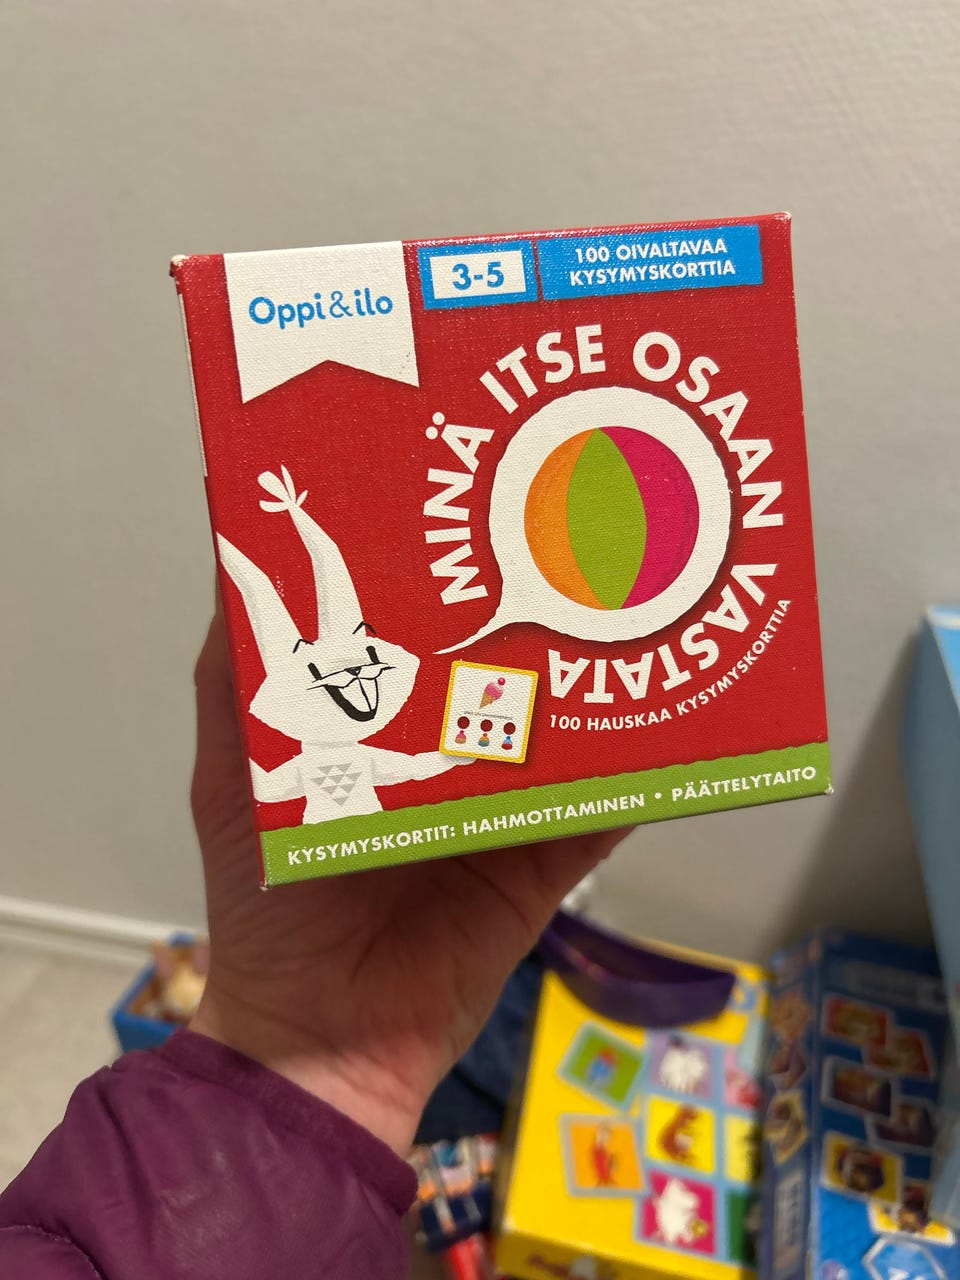 Oppi&ilo
3-5
100 OIVALTAVAA
KYSYMYSKORTTIA
MINÄ ITSE OSAAN VASTATA
100 HAUSKAA KYSYMYSKORTTIA
KYSYMYSKORTIT: HAHMOTTAMINEN • PÄÄTTELYTAITO